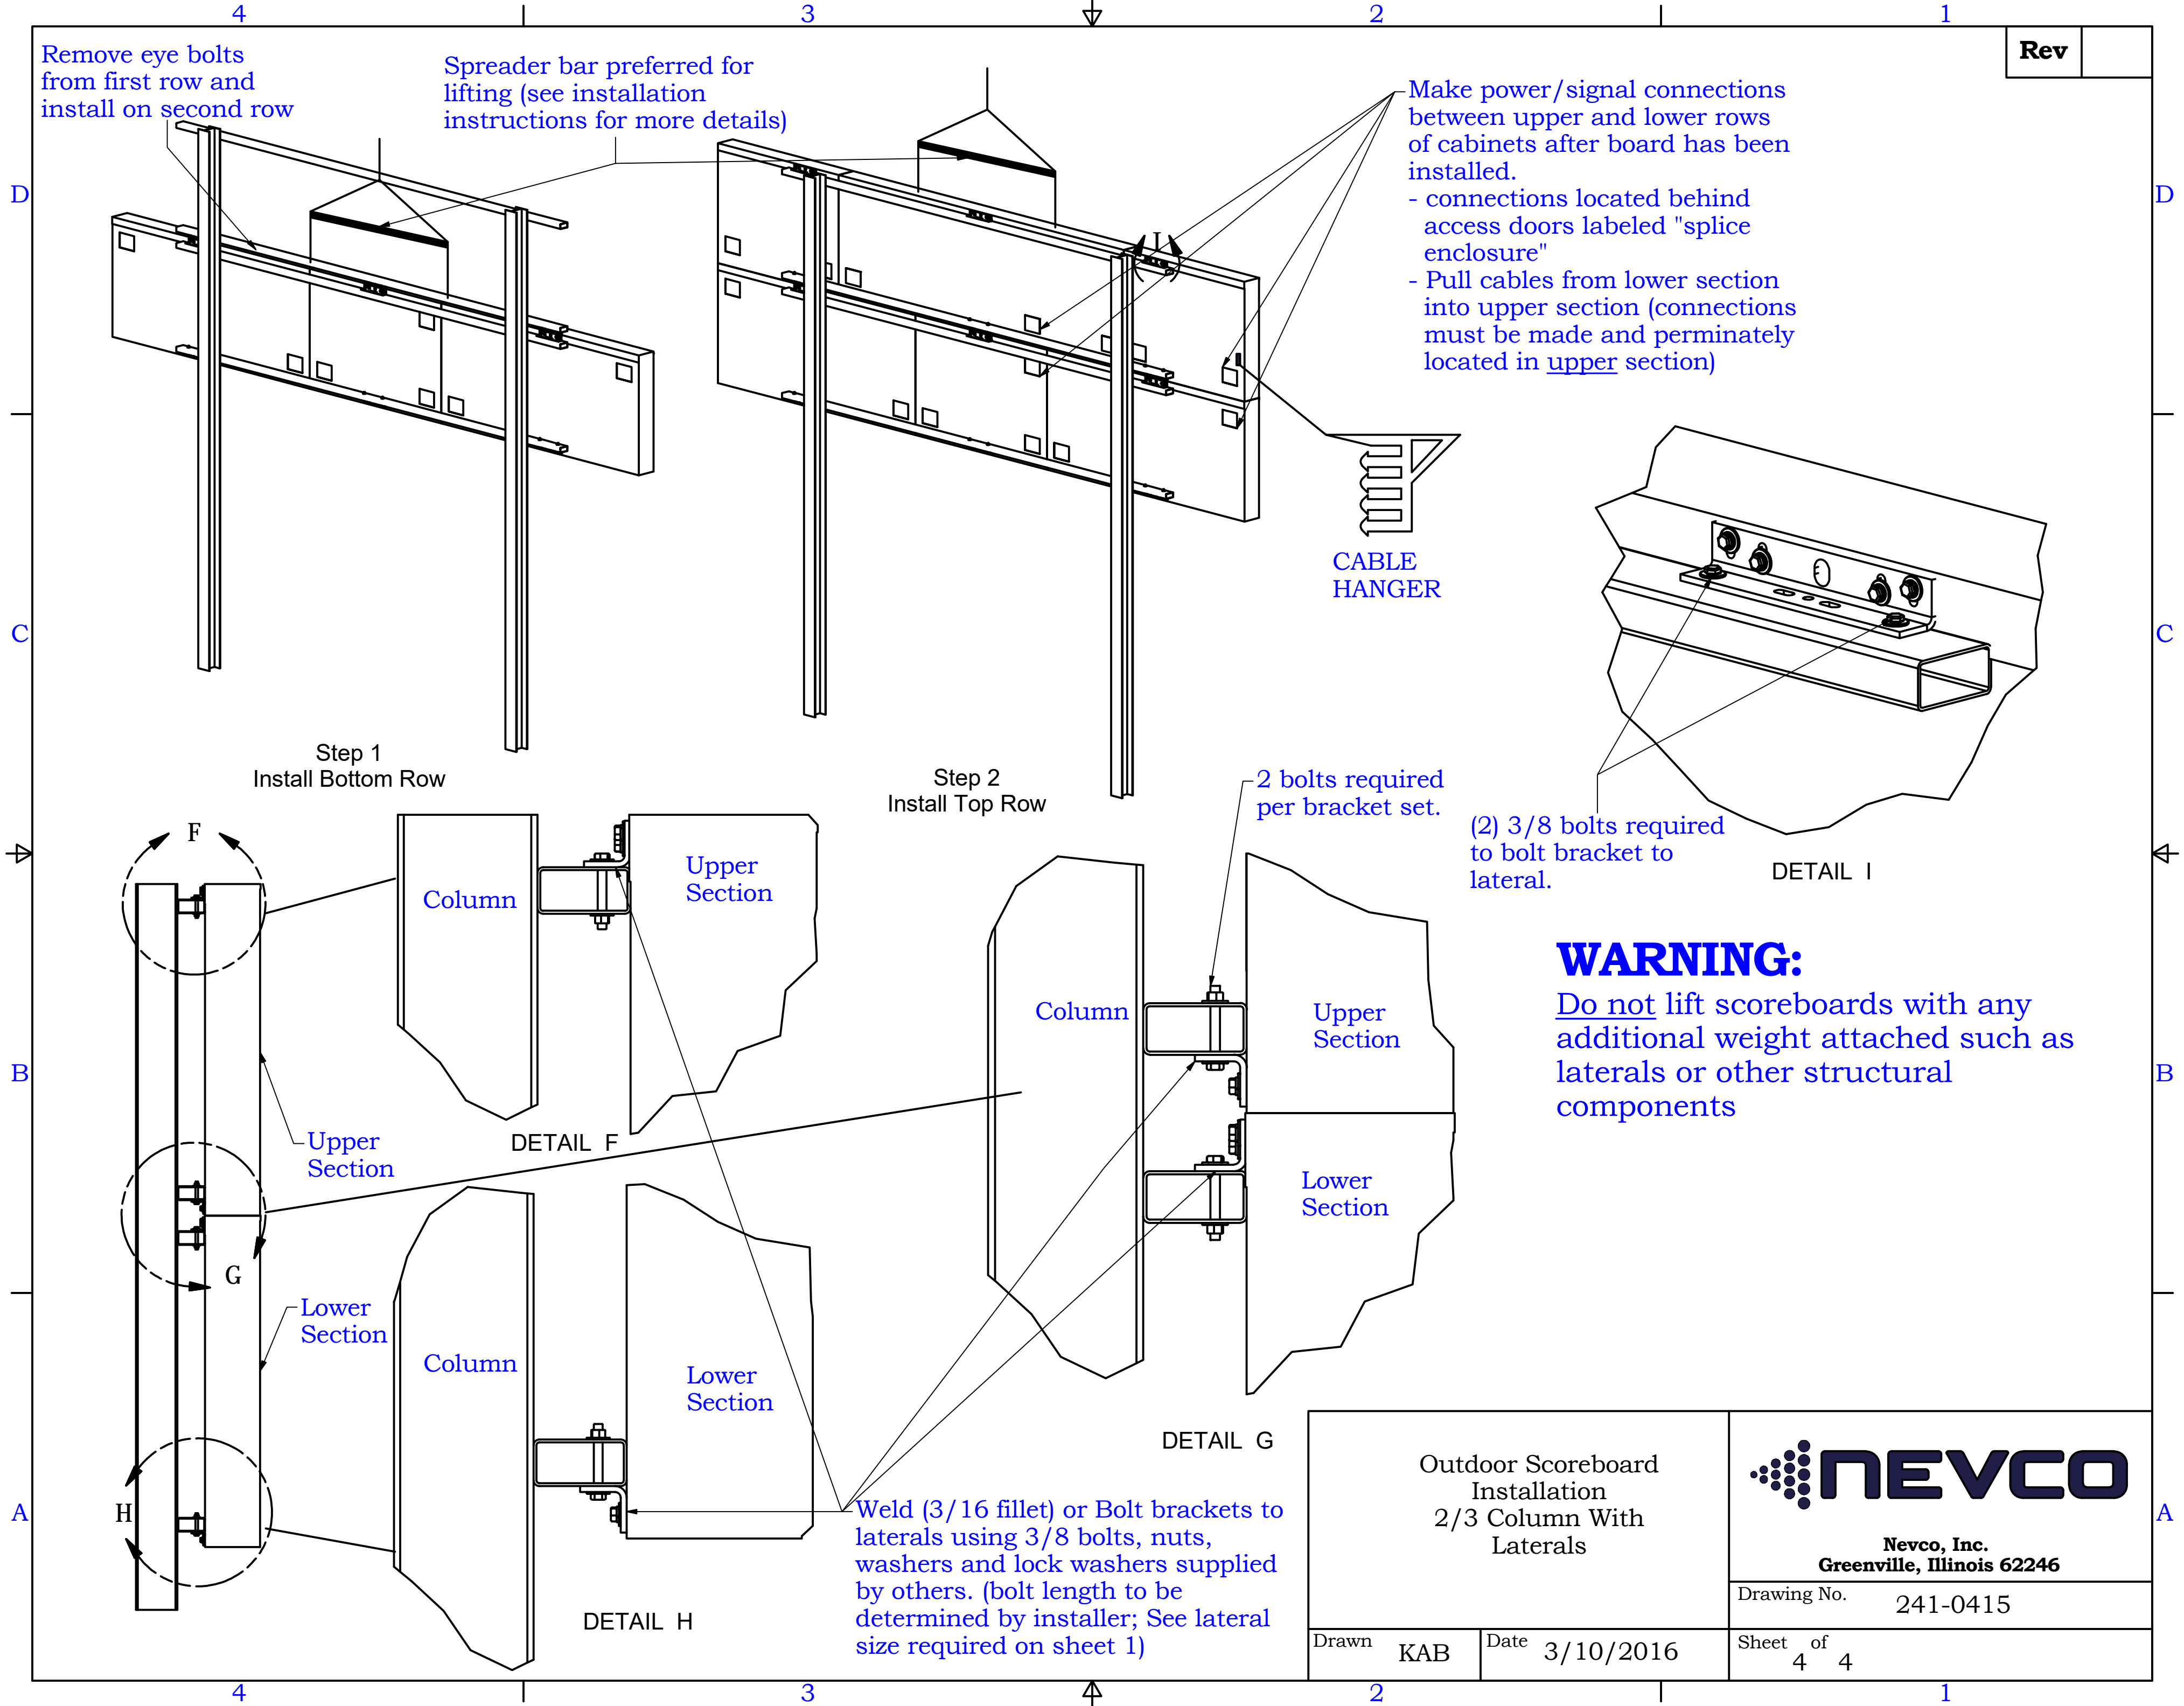 4
3
2
1
Rev
Remove eye bolts
from first row and
install on second row
Spreader bar preferred for
lifting (see installation
instructions for more details)
Make power/signal connections
between upper and lower rows
of cabinets after board has been
installed.
- connections located behind
access doors labeled "splice
enclosure"
- Pull cables from lower section
into upper section (connections
must be made and perminately
located in upper section)
D
D
I
CABLE
HANGER
C
C
Step 1
Install Bottom Row
Step 2
Install Top Row
2 bolts required
per bracket set.
(2) 3/8 bolts required
to bolt bracket to
lateral.
DETAIL I
F
Column
Upper
Section
DETAIL F
Upper
Section
Column
Upper
Section
Lower
Section
DETAIL G
WARNING:
Do not lift scoreboards with any
additional weight attached such as
laterals or other structural
components
B
B
G
Lower
Section
Column
Lower
Section
H
DETAIL H
Weld (3/16 fillet) or Bolt brackets to
laterals using 3/8 bolts, nuts,
washers and lock washers supplied
by others. (bolt length to be
determined by installer; See lateral
size required on sheet 1)
A
A
Outdoor Scoreboard
Installation
2/3 Column With
Laterals
NEVCO
Nevco, Inc.
Greenville, Illinois 62246
Drawing No. 241-0415
Drawn KAB
Date 3/10/2016
Sheet of
4 4
4
3
2
1